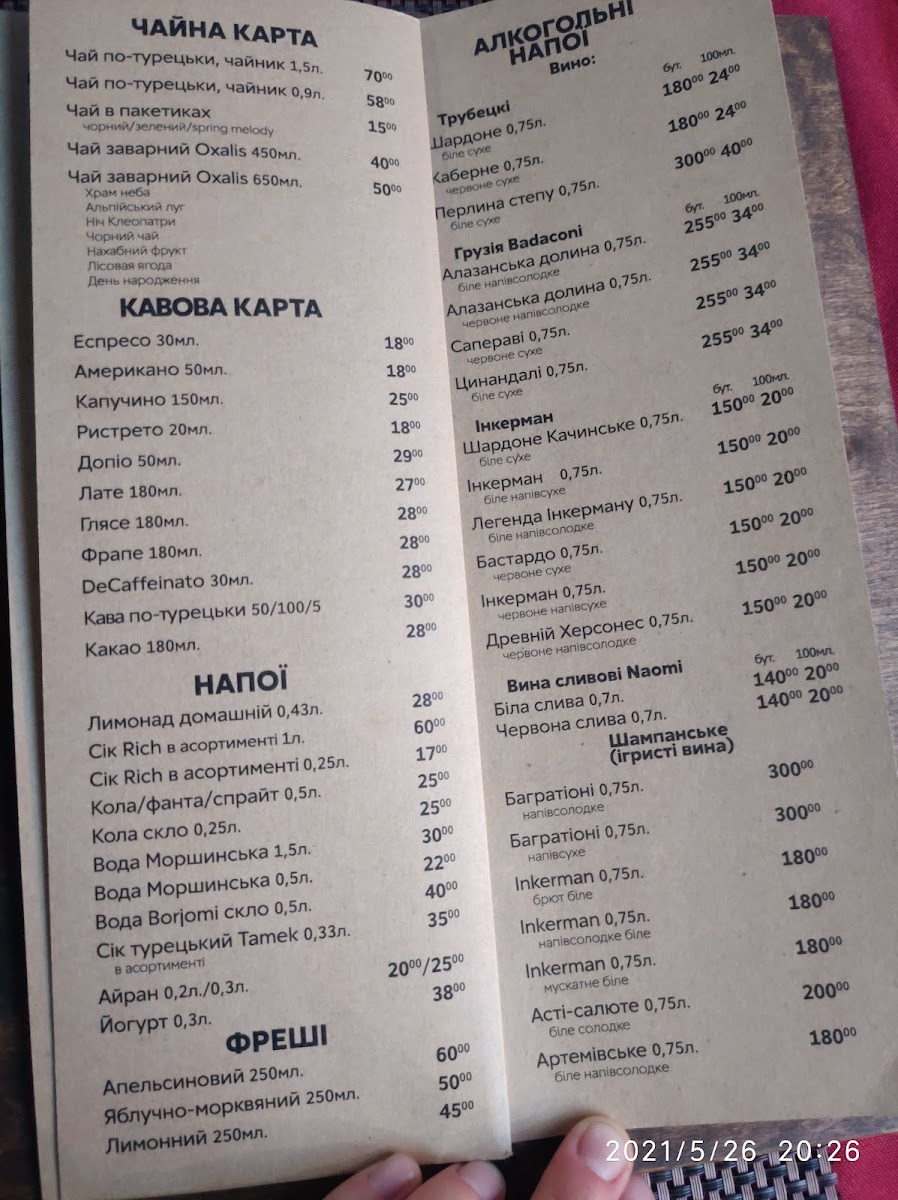 ЧАЙНА КАРТА
Чай по-турецьки, чайник 1,5л. 70⁰⁰
Чай по-турецьки, чайник 0,9л. 58⁰⁰
Чай в пакетиках 15⁰⁰
чорний/зелений/spring melody
Чай заварний Oxalis 450мл. 40⁰⁰
Чай заварний Oxalis 650мл. 50⁰⁰
Храм неба
Альпійський луг
Ніч Клеопатри
Чорний чай
Нахабний фрукт
Лісовая ягода
День народження
КАВОВА КАРТА
Еспресо 30мл. 18⁰⁰
Американо 50мл. 18⁰⁰
Капучино 150мл. 25⁰⁰
Ристрето 20мл. 18⁰⁰
Допіо 50мл. 29⁰⁰
Лате 180мл. 27⁰⁰
Глясе 180мл. 28⁰⁰
Фрапе 180мл. 28⁰⁰
DeCaffeinato 30мл. 28⁰⁰
Кава по-турецьки 50/100/5 30⁰⁰
Какао 180мл. 28⁰⁰
НАПОЇ
Лимонад домашній 0,43л. 28⁰⁰
Сік Rich в асортименті 1л. 60⁰⁰
Сік Rich в асортименті 0,25л. 17⁰⁰
Кола/фанта/спрайт 0,5л. 25⁰⁰
Кола скло 0,25л. 25⁰⁰
Вода Моршинська 1,5л. 30⁰⁰
Вода Моршинська 0,5л. 22⁰⁰
Вода Borjomi скло 0,5л. 40⁰⁰
Сік турецький Tamek 0,33л. 35⁰⁰
в асортименті
Айран 0,2л./0,3л. 20⁰⁰/25⁰⁰
Йогурт 0,3л. 38⁰⁰
ФРЕШІ
Апельсиновий 250мл. 60⁰⁰
Яблучно-морквяний 250мл. 50⁰⁰
Лимонний 250мл. 45⁰⁰
АЛКОГОЛЬНІ
НАПОЇ
Вино:
Трубецкі бут. 100мл.
Шардоне 0,75л. 180⁰⁰ 24⁰⁰
біле сухе
Каберне 0,75л. 180⁰⁰ 24⁰⁰
червоне сухе
Перлина степу 0,75л. 300⁰⁰ 40⁰⁰
біле сухе
Грузія Badaconi бут. 100мл.
Алазанська долина 0,75л. 255⁰⁰ 34⁰⁰
біле напівсолодке
Алазанська долина 0,75л. 255⁰⁰ 34⁰⁰
червоне напівсолодке
Сапераві 0,75л. 255⁰⁰ 34⁰⁰
червоне сухе
Цинандалі 0,75л. 255⁰⁰ 34⁰⁰
біле сухе
Інкерман бут. 100мл.
Шардоне Качинське 0,75л. 150⁰⁰ 20⁰⁰
біле сухе
Інкерман 0,75л. 150⁰⁰ 20⁰⁰
біле напівсухе
Легенда Інкерману 0,75л. 150⁰⁰ 20⁰⁰
біле напівсолодке
Бастардо 0,75л. 150⁰⁰ 20⁰⁰
червоне сухе
Інкерман 0,75л. 150⁰⁰ 20⁰⁰
червоне напівсухе
Древній Херсонес 0,75л. 150⁰⁰ 20⁰⁰
червоне напівсолодке
Вина сливові Naomi бут. 100мл.
Біла слива 0,7л. 140⁰⁰ 20⁰⁰
Червона слива 0,7л. 140⁰⁰ 20⁰⁰
Шампанське
(ігристі вина)
Багратіоні 0,75л. 300⁰⁰
напівсолодке
Багратіоні 0,75л. 300⁰⁰
напівсухе
Inkerman 0,75л. 180⁰⁰
брют біле
Inkerman 0,75л. 180⁰⁰
напівсолодке біле
Inkerman 0,75л. 180⁰⁰
мускатне біле
Асті-салюте 0,75л. 200⁰⁰
біле солодке
Артемівське 0,75л. 180⁰⁰
біле напівсолодке
2021/5/26 20:26